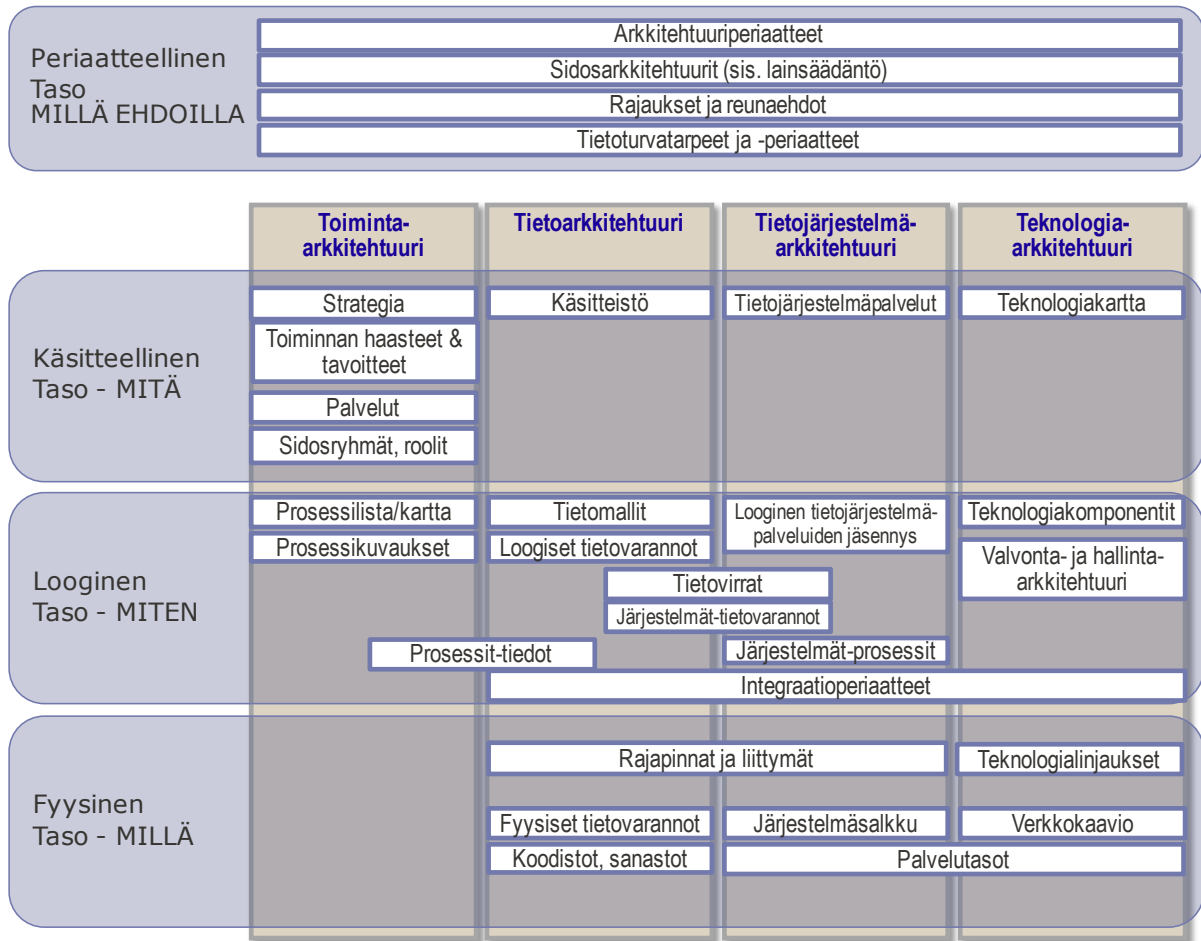 Periaatteellinen
Taso
MILLÄ EHDOILLA
Arkkitehtuuriperiaatteet
Sidosarkkitehtuurit (sis. lainsäädäntö)
Rajaukset ja reunaehdot
Tietoturvatarpeet ja -periaatteet
Toiminta-
arkkitehtuuri
Tietoarkkitehtuuri
Tietojärjestelmä-
arkkitehtuuri
Teknologia-
arkkitehtuuri
Käsitteellinen
Taso - MITÄ
Strategia
Käsitteistö
Tietojärjestelmäpalvelut
Teknologiakartta
Toiminnan haasteet &
tavoitteet
Palvelut
Sidosryhmät, roolit
Looginen
Taso - MITEN
Prosessilista/kartta
Tietomallit
Looginen tietojärjestelmä-
palveluiden jäsennys
Teknologiakomponentit
Prosessikuvaukset
Loogiset tietovarannot
Valvonta- ja hallinta-
arkkitehtuuri
Tietovirrat
Järjestelmät-tietovarannot
Prosessit-tiedot
Järjestelmät-prosessit
Integraatioperiaatteet
Fyysinen
Taso - MILLÄ
Rajapinnat ja liittymät
Teknologialinjaukset
Fyysiset tietovarannot
Järjestelmäsalkku
Verkkokaavio
Koodistot, sanastot
Palvelutasot